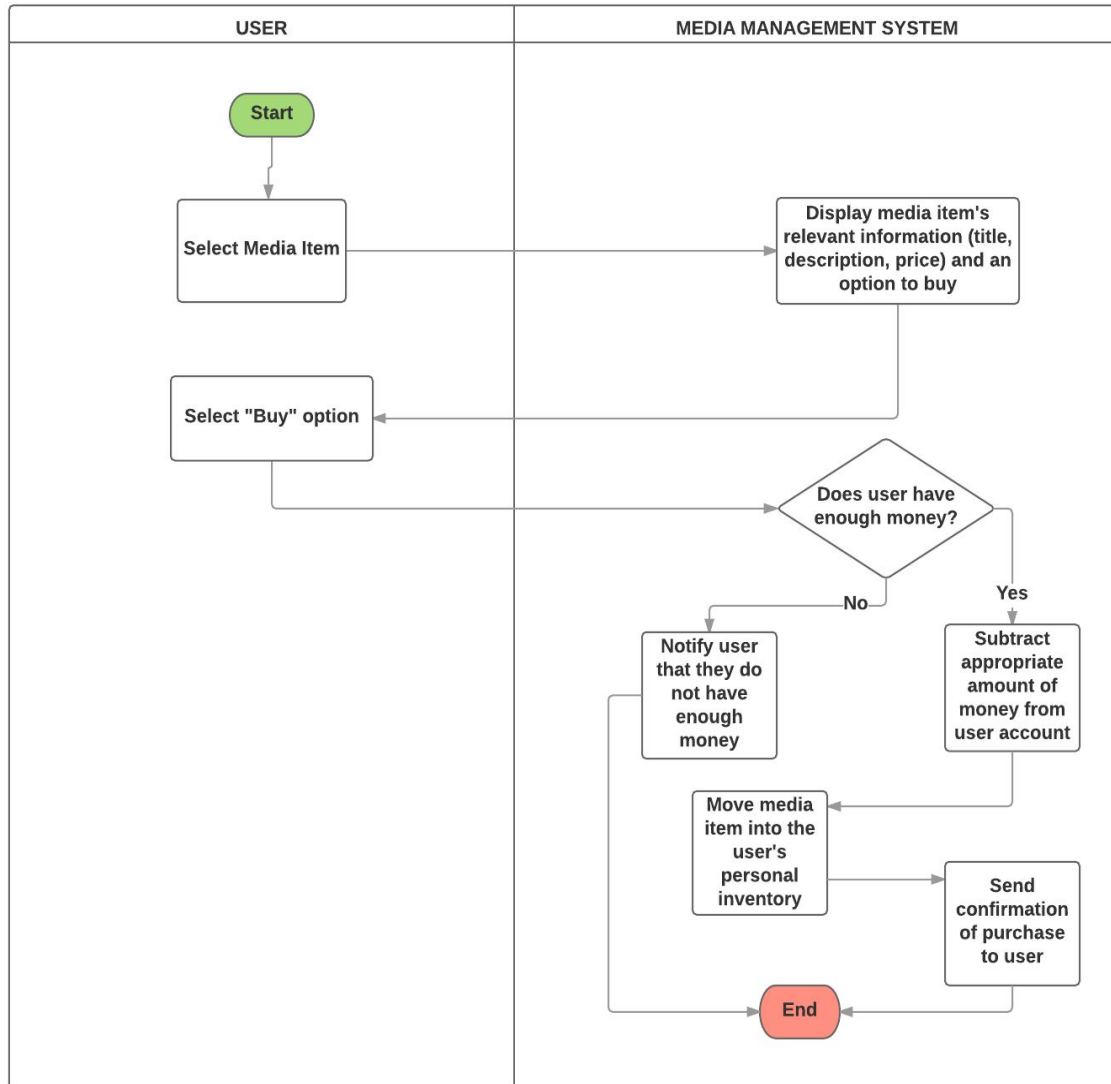 USER
MEDIA MANAGEMENT SYSTEM
Start
Select Media Item
Display media item's
relevant information (title,
description, price) and an
option to buy
Select "Buy" option
Does user have
enough money?
No
Yes
Notify user
that they do
not have
enough
money
Subtract
appropriate
amount of
money from
user account
Move media
item into the
user's
personal
inventory
Send
confirmation
of purchase
to user
End